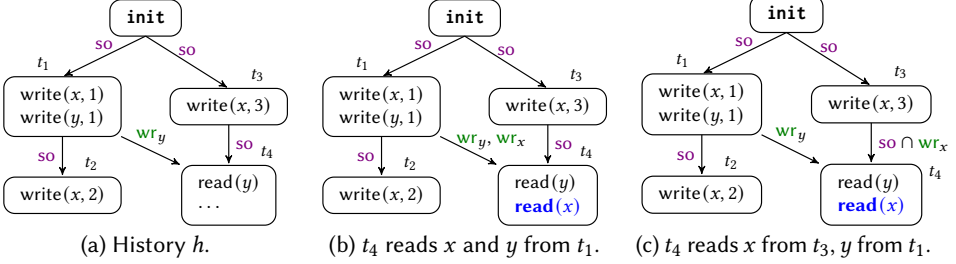 init
so
so
t1
write(x, 1)
write(y, 1)
t3
write(x, 3)
wry
so
so
t2
t4
write(x, 2)
read(y)
· · ·
(a) History h.
init
so
so
t1
write(x, 1)
write(y, 1)
t3
write(x, 3)
wry, wrx
so
so
t2
t4
write(x, 2)
read(y)
read(x)
(b) t4 reads x and y from t1.
init
so
so
t1
write(x, 1)
write(y, 1)
t3
write(x, 3)
wry
so ∩ wrx
so
t2
t4
write(x, 2)
read(y)
read(x)
(c) t4 reads x from t3, y from t1.